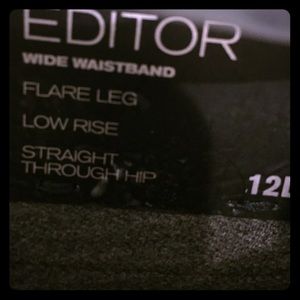 EDITOR
WIDE WAISTBAND
FLARE LEG
LOW RISE
STRAIGHT
THROUGH HIP
12L